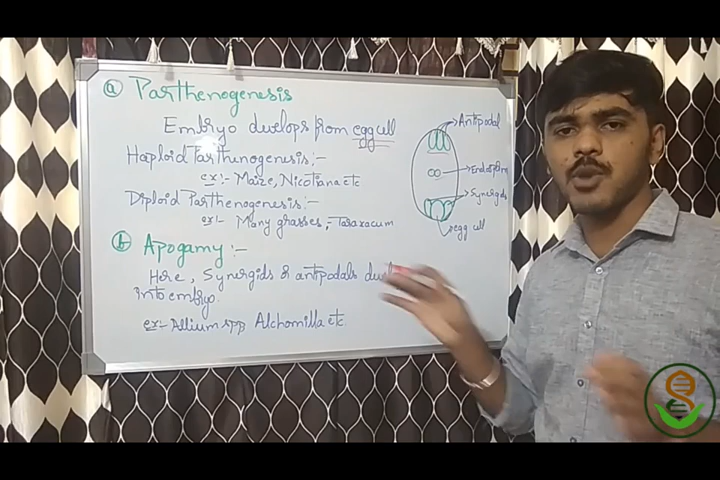 ⓐ Parthenogenesis
Embryo duelops from egg cell
Haploid Parthenogenesis:-
ex:- Maize, Nicotiana etc
Diploid Parthenogenesis:-
ex:- Many grasses, Taraxacum
ⓑ Apogamy:-
Here, Synergids & antipodals
into embryo.
ex- Allium spp Alchomilla etc.
Antipodal
Endosperm
Synergids
egg cell